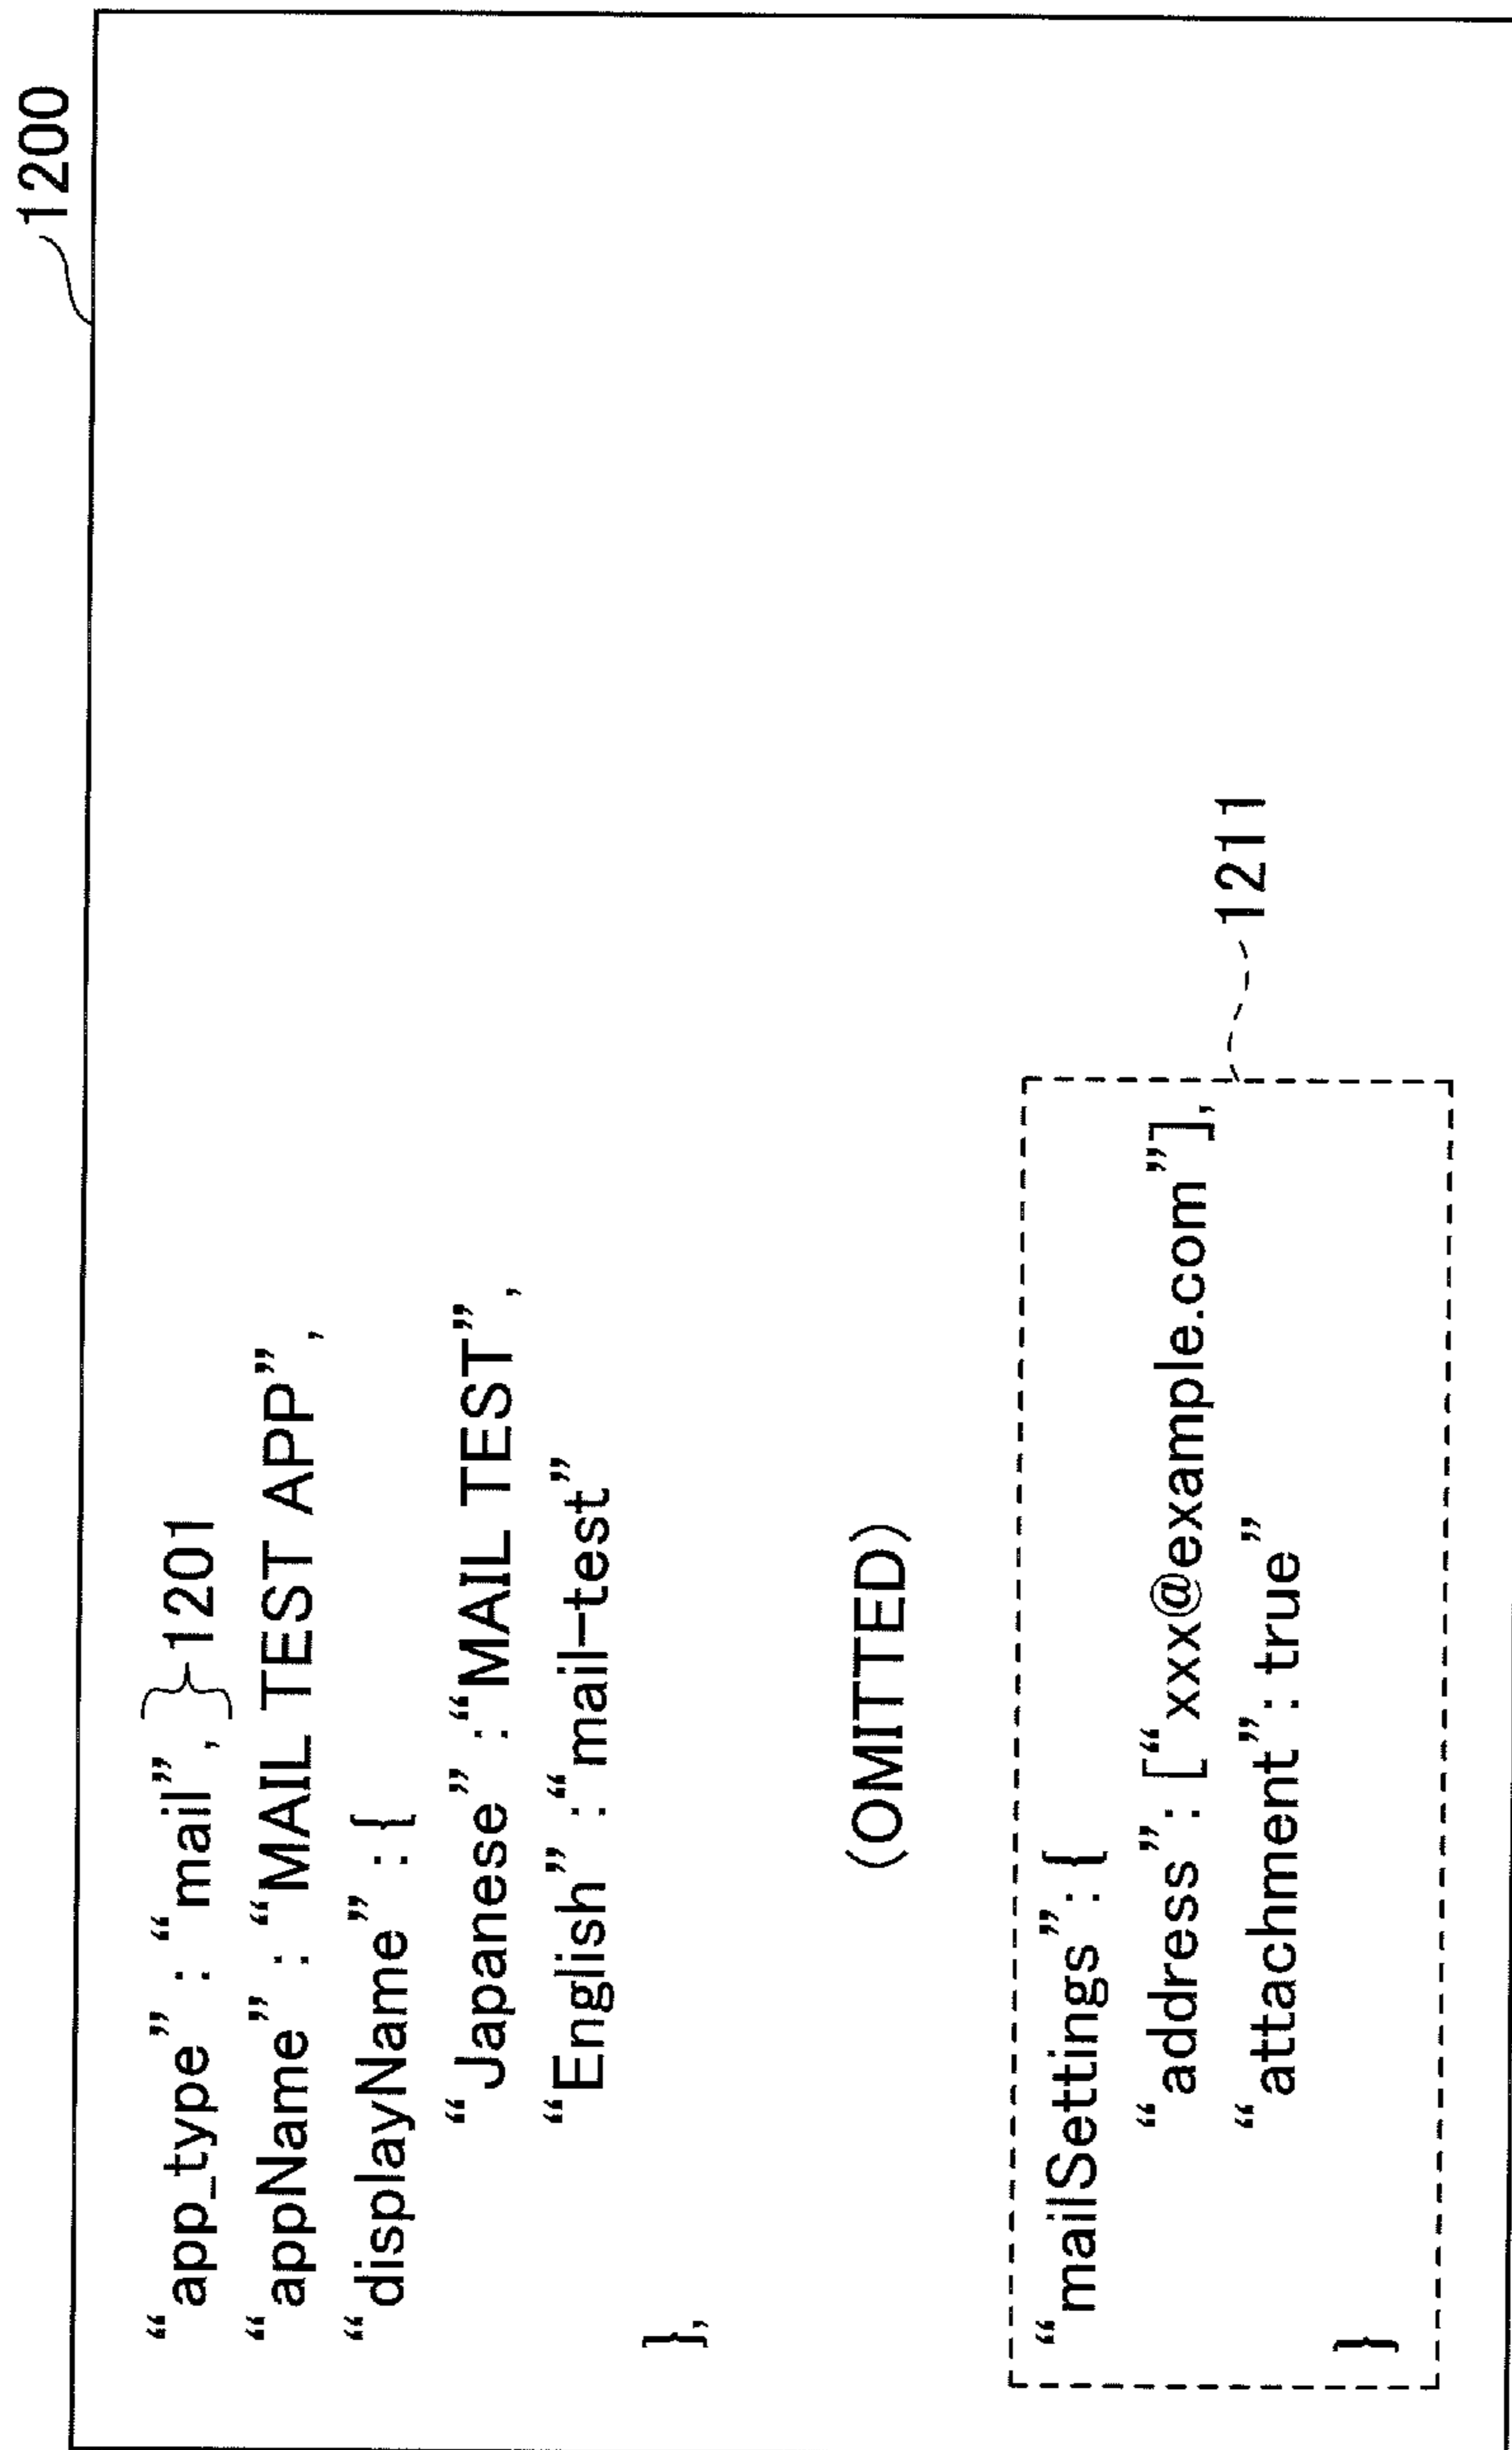 1200
“app_type” : “mail”, 1201
“appName” : “MAIL TEST APP”,
“displayName” : {
“Japanese” : “MAIL TEST”,
“English” : “mail-test”
},
(OMITTED)
“mailSettings” : {
“address” : [“xxx@example.com”],
“attachment” : true”
}
1211